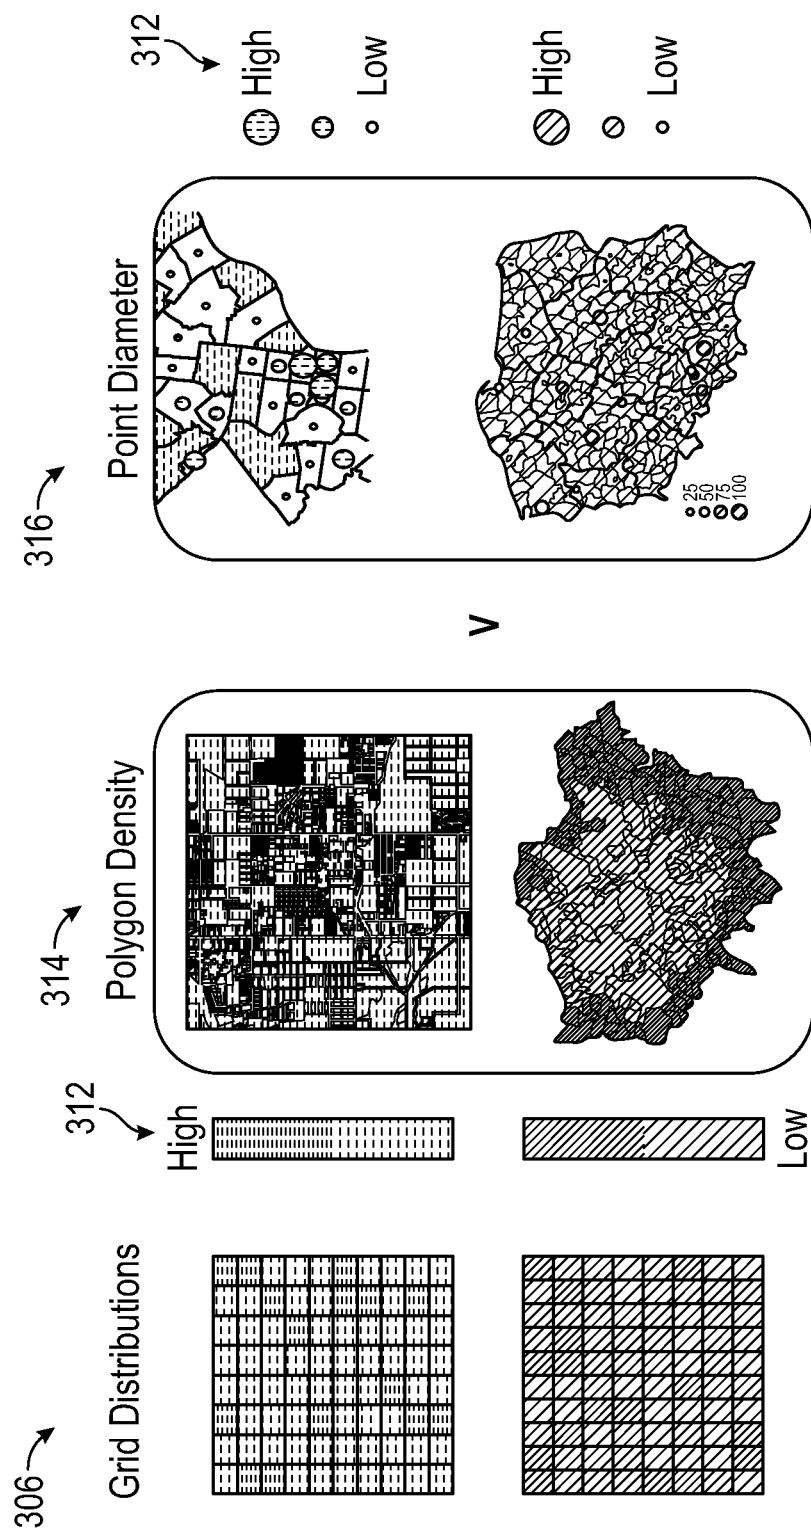 306
Grid Distributions
312
High
Low
314
Polygon Density
<
316
Point Diameter
25
50
75
100
312
High
Low
High
Low